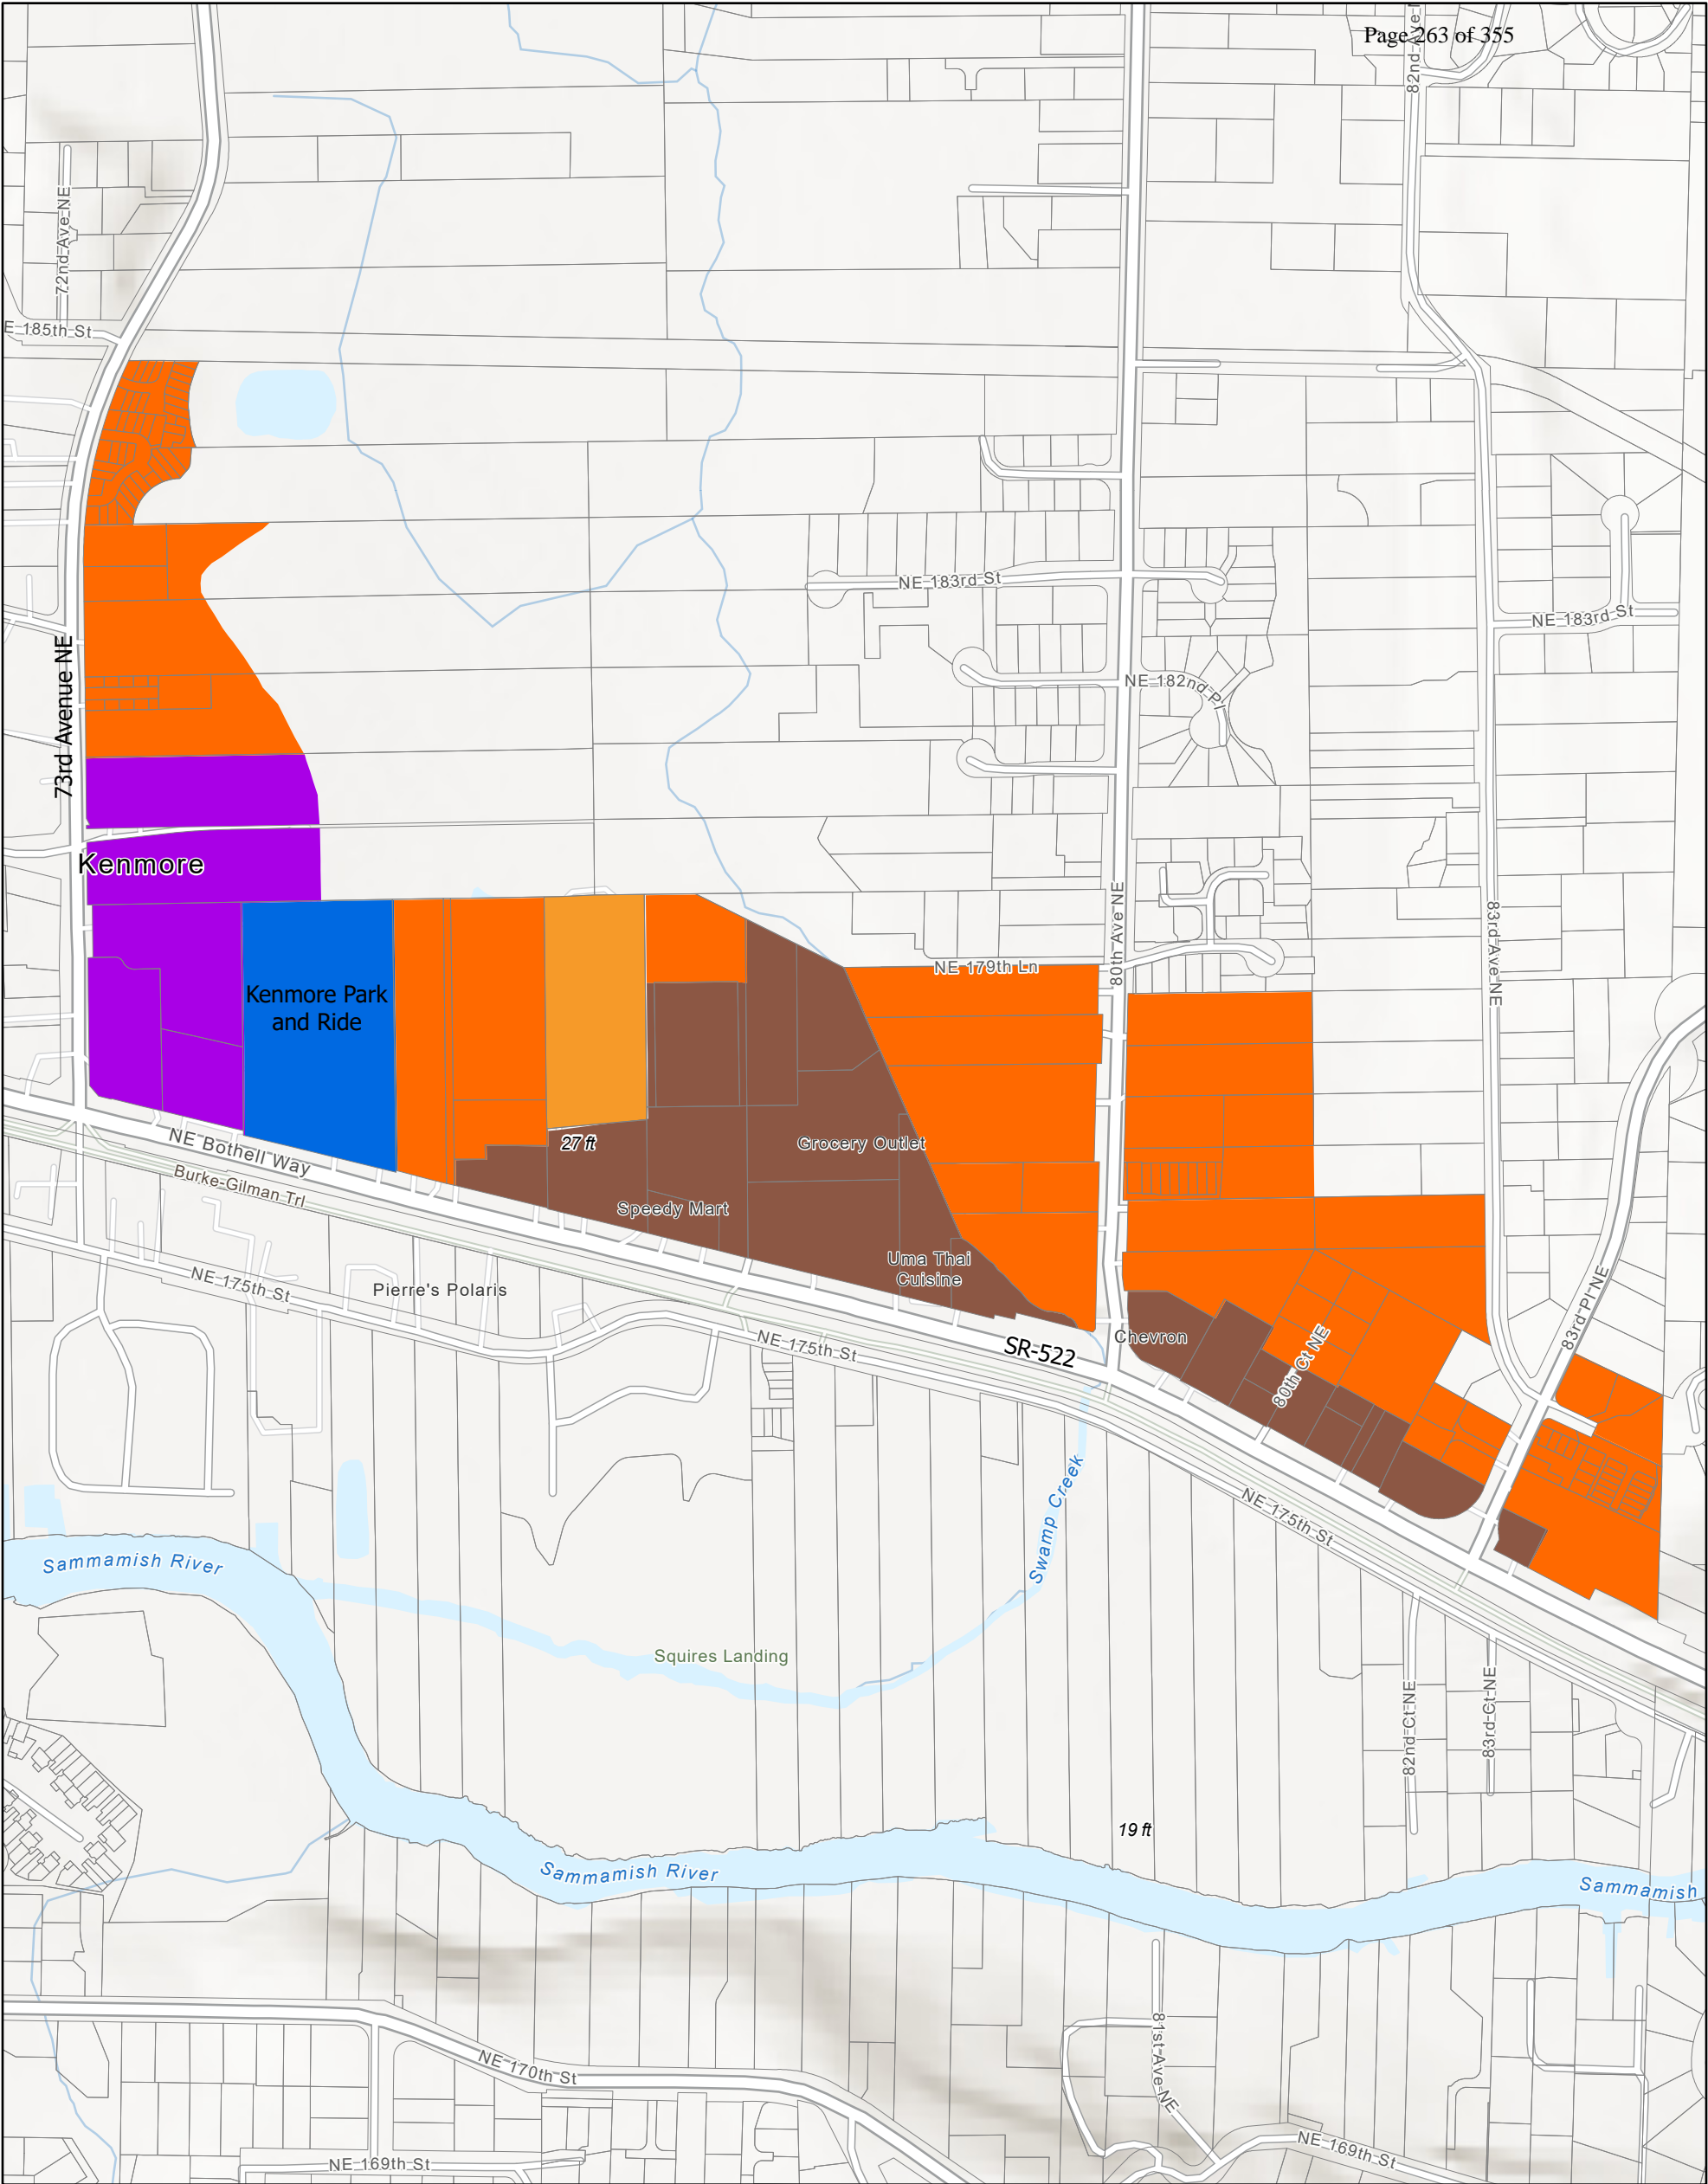 Page 263 of 355
82nd Ave
72nd Ave NE
E 185th St
NE 183rd St
NE 183rd St
73rd Avenue NE
NE 182nd Pl
Kenmore
80th Ave NE
83rd Ave NE
NE 179th Ln
Kenmore Park
and Ride
27 ft
Grocery Outlet
NE Bothell Way
Burke-Gilman Trl
Speedy Mart
Uma Thai
Cuisine
NE 175th St
Pierre's Polaris
NE 175th St
SR-522
Chevron
80th Ct NE
83rd Pl NE
Swamp Creek
NE 175th St
Sammamish River
Squires Landing
82nd Ct NE
83rd Ct NE
19 ft
Sammamish River
Sammamish
81st Ave NE
NE 170th St
NE 169th St
NE 169th St